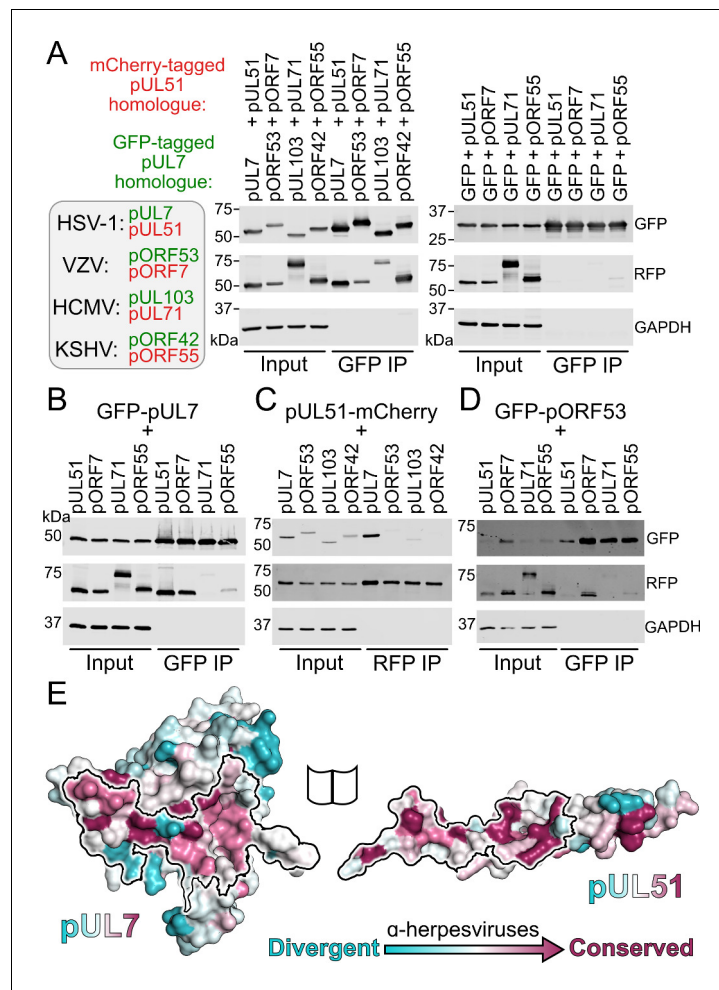 A
mCherry-tagged
pUL51
homologue:
GFP-tagged
pUL7
homologue:
HSV-1: pUL7
pUL51
VZV: pORF53
pORF7
HCMV: pUL103
pUL71
KSHV: pORF42
pORF55
pUL7 + pUL51
pORF53 + pORF7
pUL103 + pUL71
pORF42 + pORF55
pUL7 + pUL51
pORF53 + pORF7
pUL103 + pUL71
pORF42 + pORF55
75
50
75
50
37
kDa
Input
GFP IP
GFP + pUL51
GFP + pORF7
GFP + pUL71
GFP + pORF55
GFP + pUL51
GFP + pORF7
GFP + pUL71
GFP + pORF55
37
25
GFP
75
50
RFP
37
GAPDH
kDa
Input
GFP IP
B
GFP-pUL7
+
pUL51
pORF7
pUL71
pORF55
pUL51
pORF7
pUL71
pORF55
kDa
50
75
37
Input
GFP IP
C
pUL51-mCherry
+
pUL7
pORF53
pUL103
pORF42
pUL7
pORF53
pUL103
pORF42
75
50
75
50
37
Input
RFP IP
D
GFP-pORF53
+
pUL51
pORF7
pUL71
pORF55
pUL51
pORF7
pUL71
pORF55
75
GFP
75
50
RFP
37
GAPDH
Input
GFP IP
E
pUL7
pUL51
α-herpesviruses
Divergent
Conserved